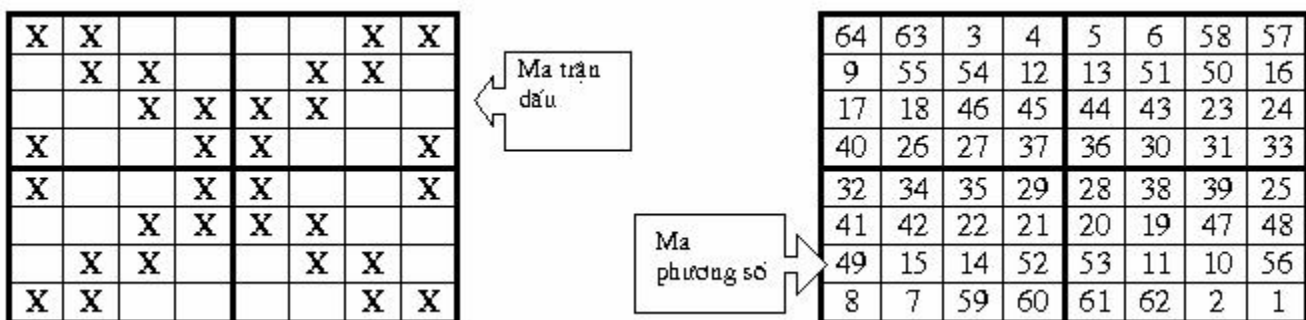 X X X X
X X X X
X X X X
X X X X
X X X X
X X X X
X X X X
X X X X
Ma trận
dấu
Ma
phương số
64 63 3 4 5 6 58 57
9 55 54 12 13 51 50 16
17 18 46 45 44 43 23 24
40 26 27 37 36 30 31 33
32 34 35 29 28 38 39 25
41 42 22 21 20 19 47 48
49 15 14 52 53 11 10 56
8 7 59 60 61 62 2 1